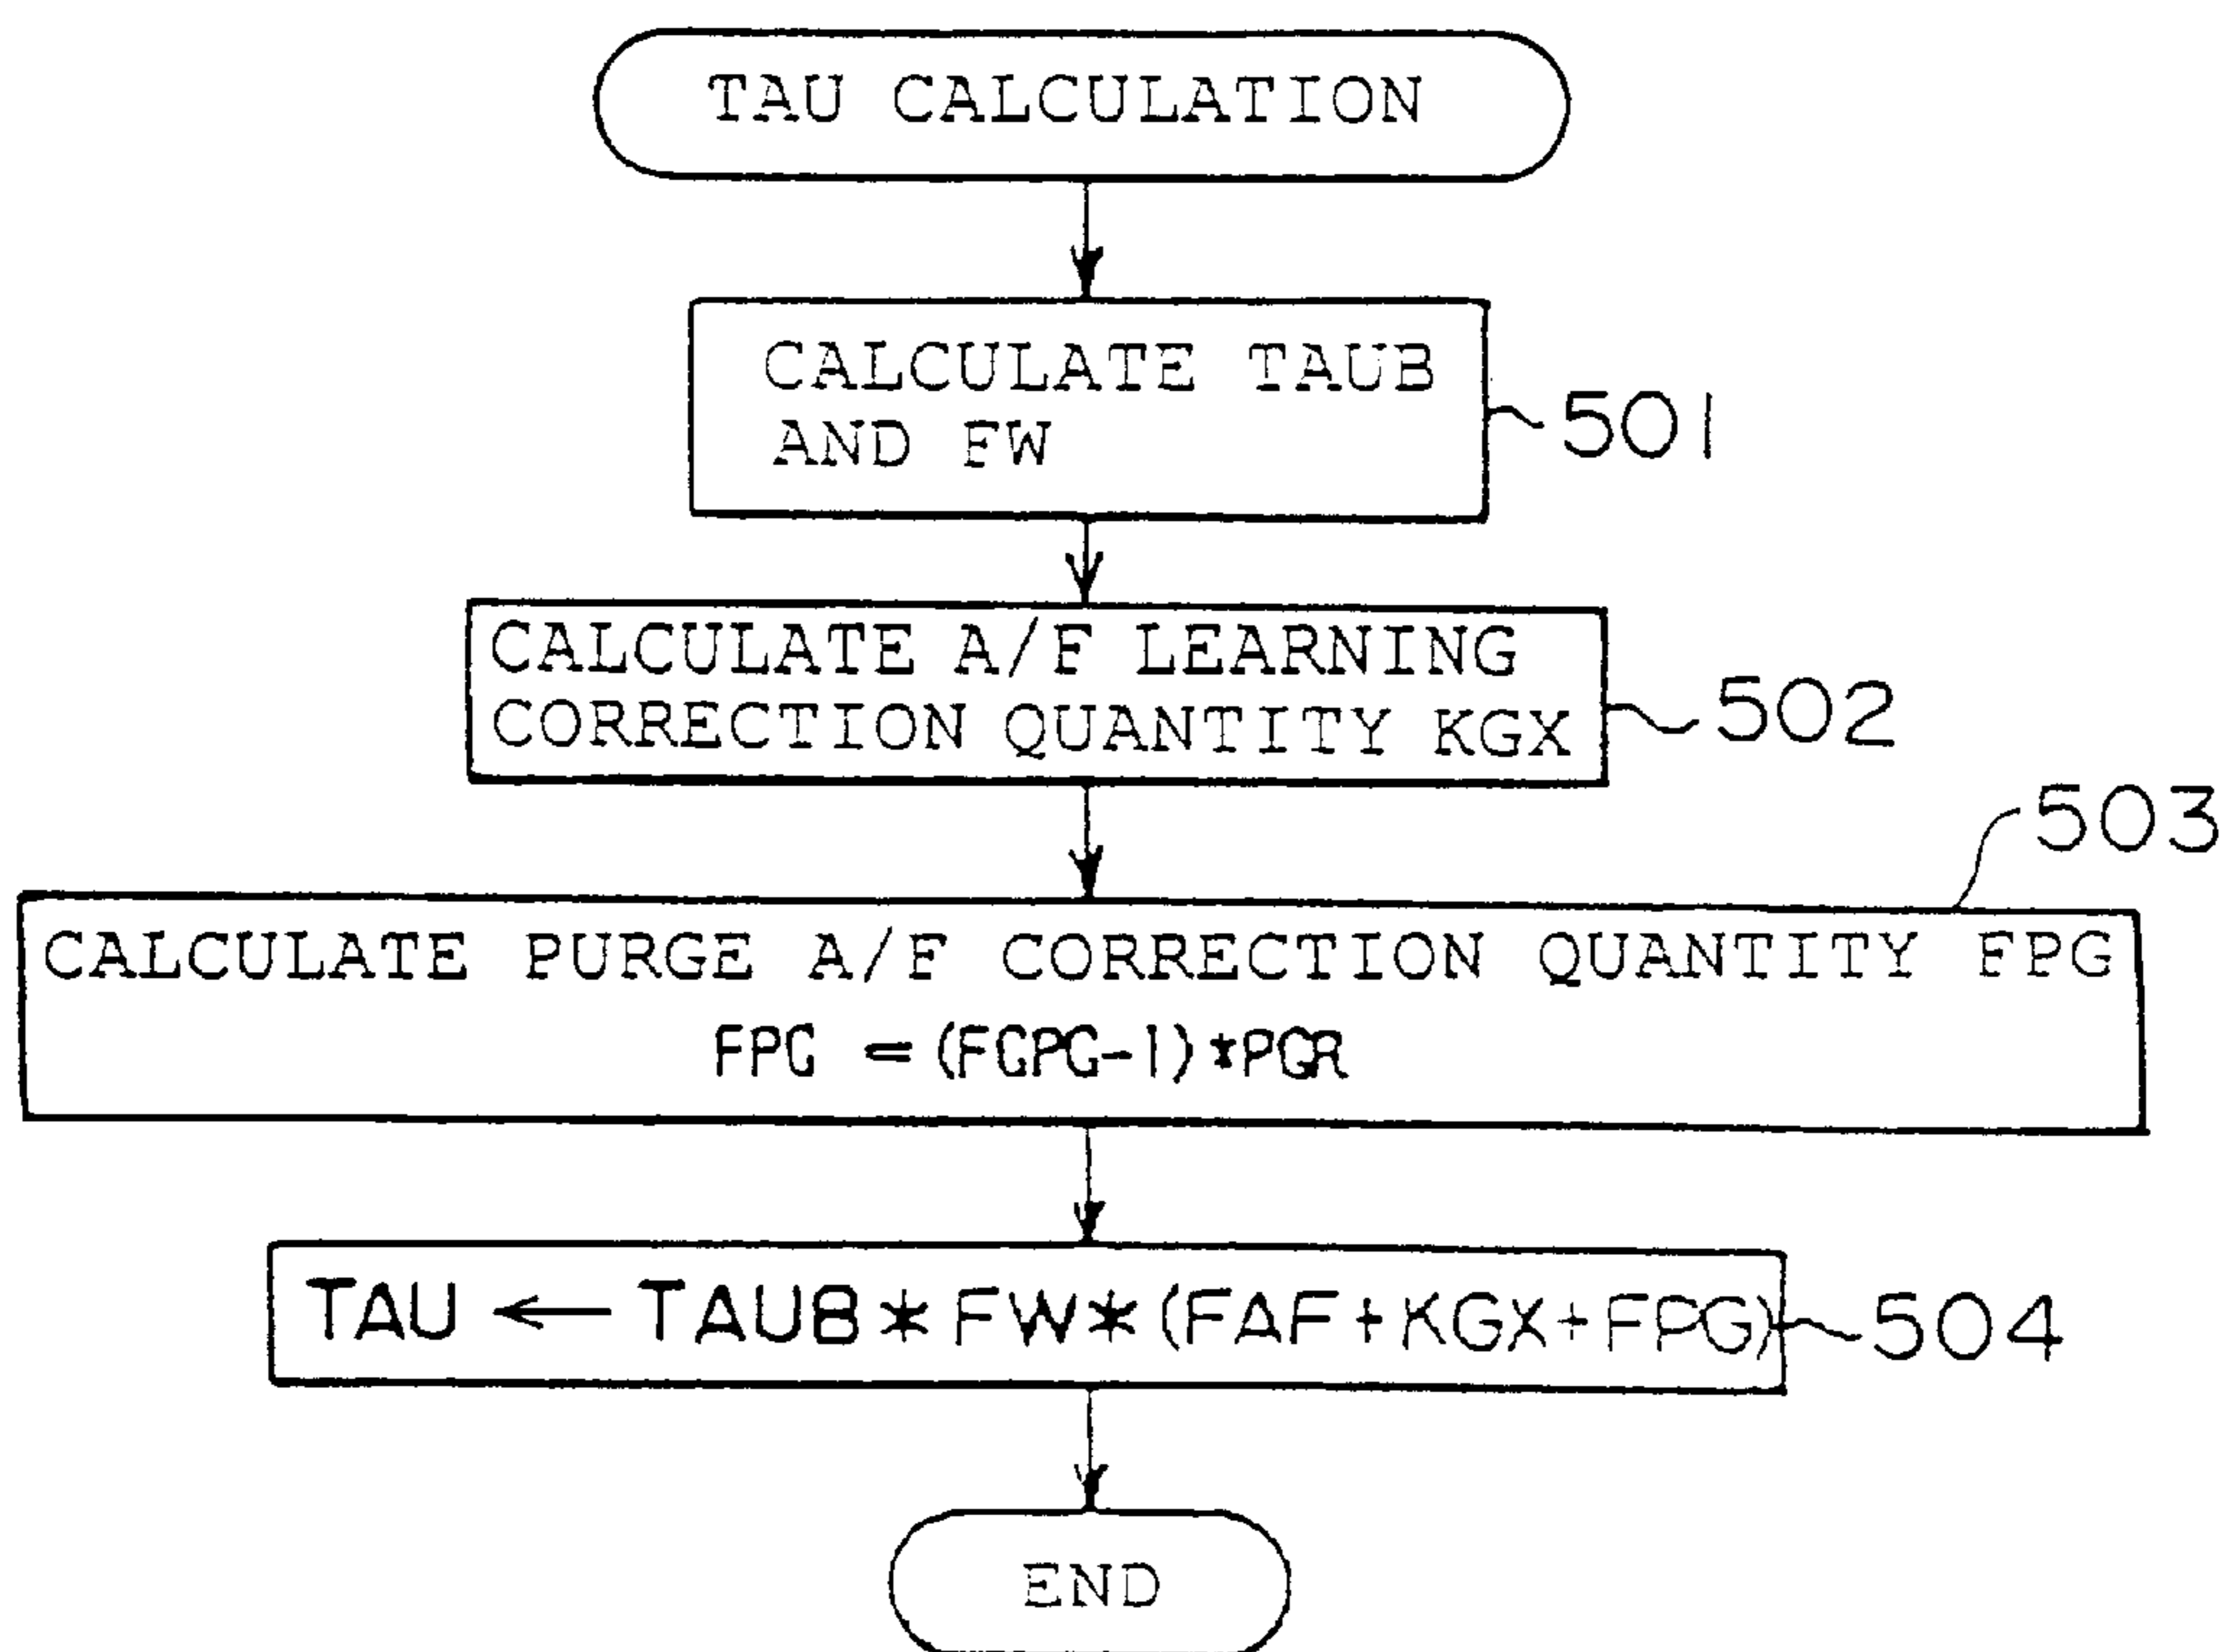 TAU CALCULATION
CALCULATE TAUB
AND FW
501
CALCULATE A/F LEARNING
CORRECTION QUANTITY KGX
502
503
CALCULATE PURGE A/F CORRECTION QUANTITY FPG
FPG = (FGPG-1)*PGR
TAU ← TAUB * FW * (FAF+KGX+FPG)
504
END